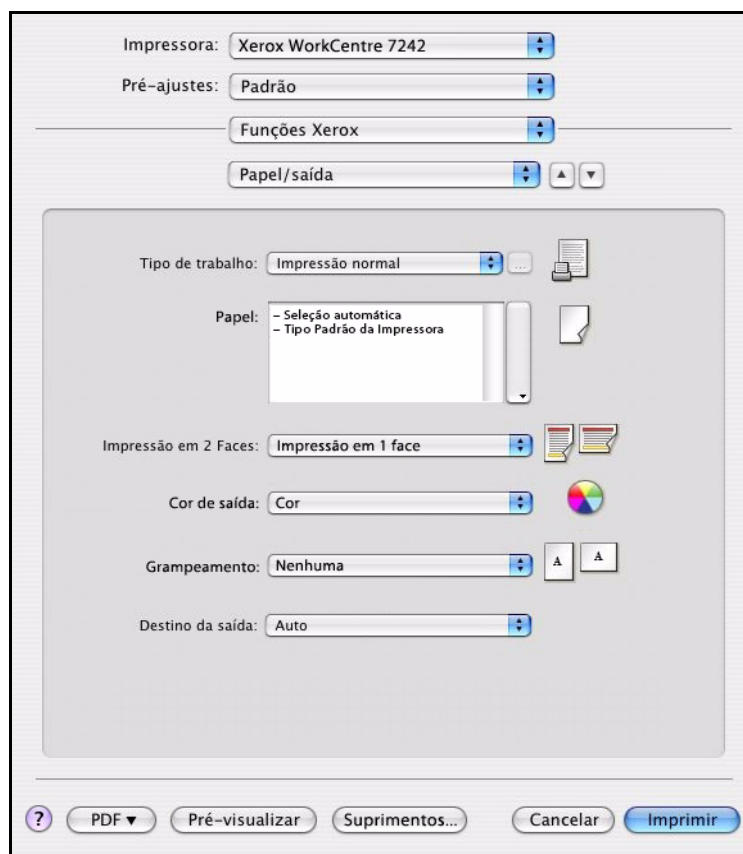 Impressora: Xerox WorkCentre 7242
Pré-ajustes: Padrão
Funções Xerox
Papel/saída
Tipo de trabalho: Impressão normal ...
Papel: – Seleção automática
– Tipo Padrão da Impressora
Impressão em 2 Faces: Impressão em 1 face
Cor de saída: Cor
Grampeamento: Nenhuma A A
Destino da saída: Auto
? PDF ▼ Pré-visualizar Suprimentos... Cancelar Imprimir